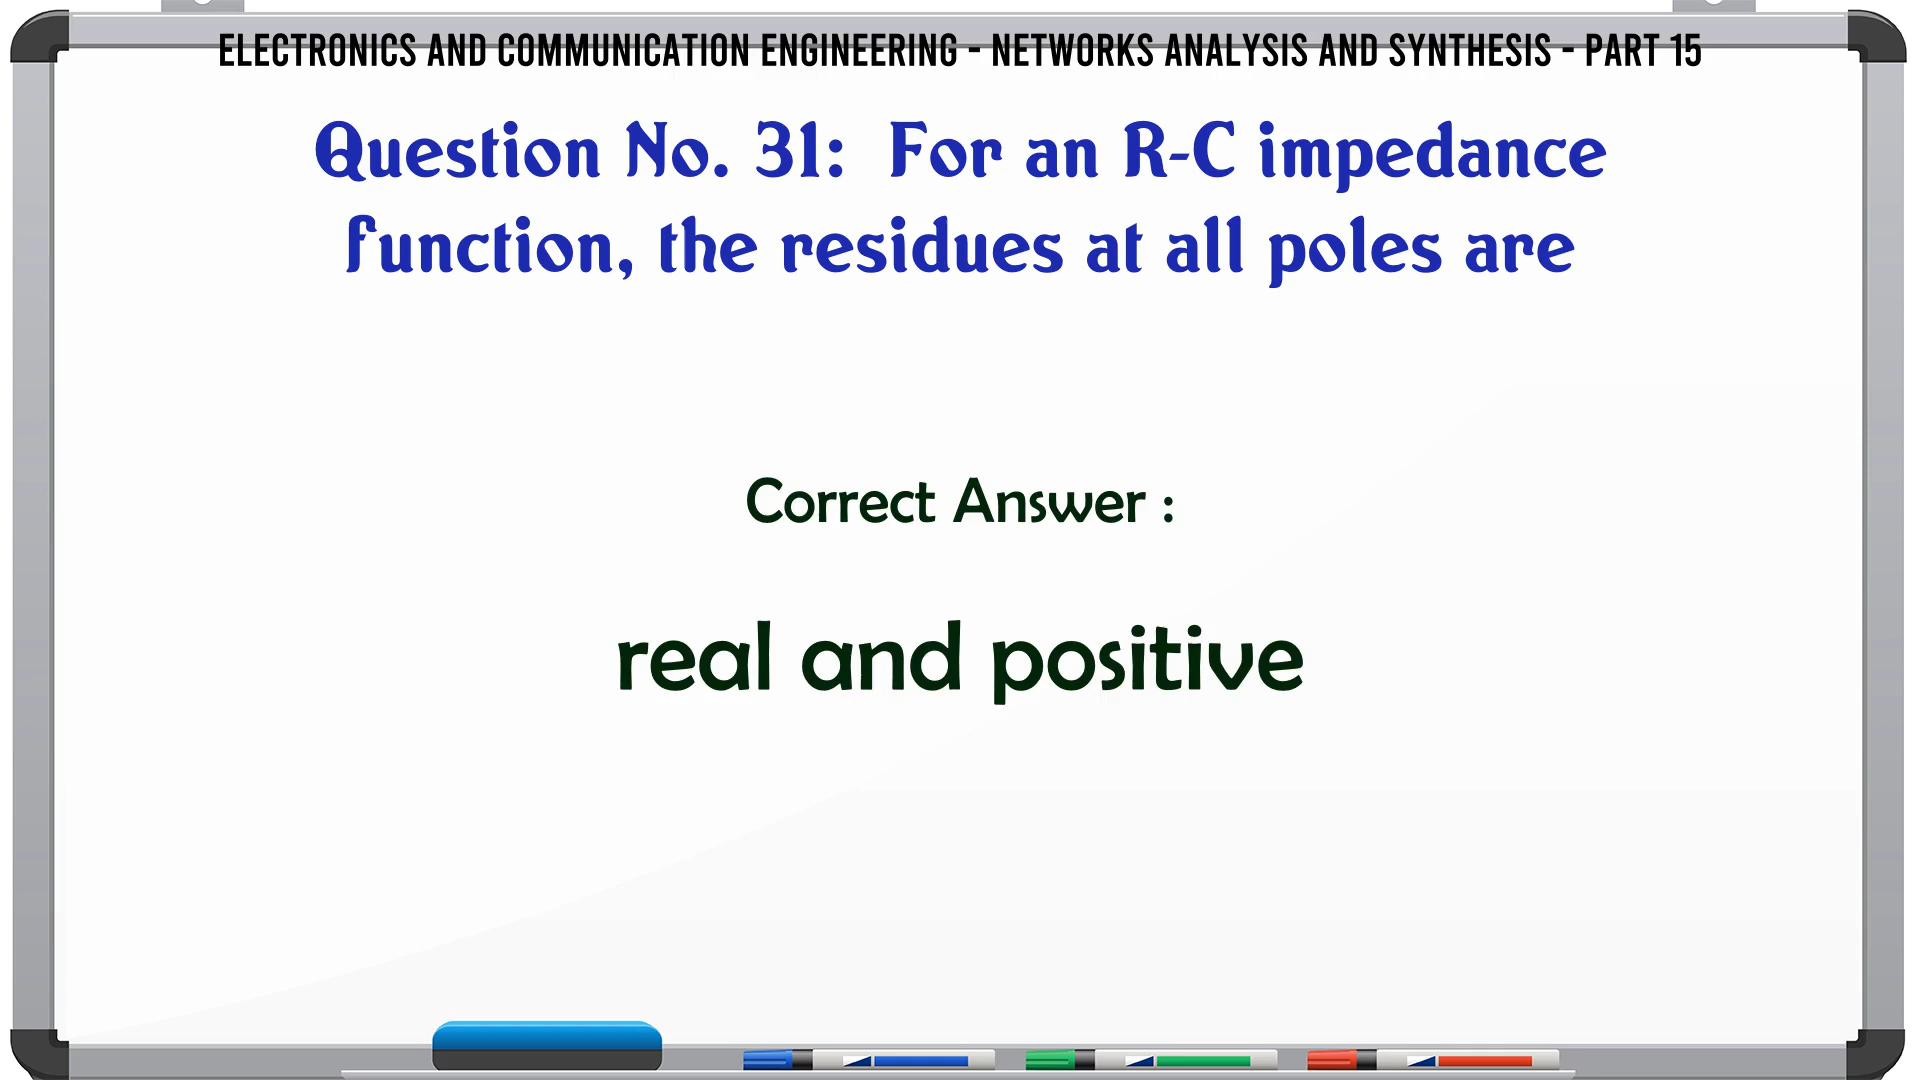 ELECTRONICS AND COMMUNICATION ENGINEERING - NETWORKS ANALYSIS AND SYNTHESIS - PART 15
Question No. 31: For an R-C impedance
function, the residues at all poles are
Correct Answer :
real and positive